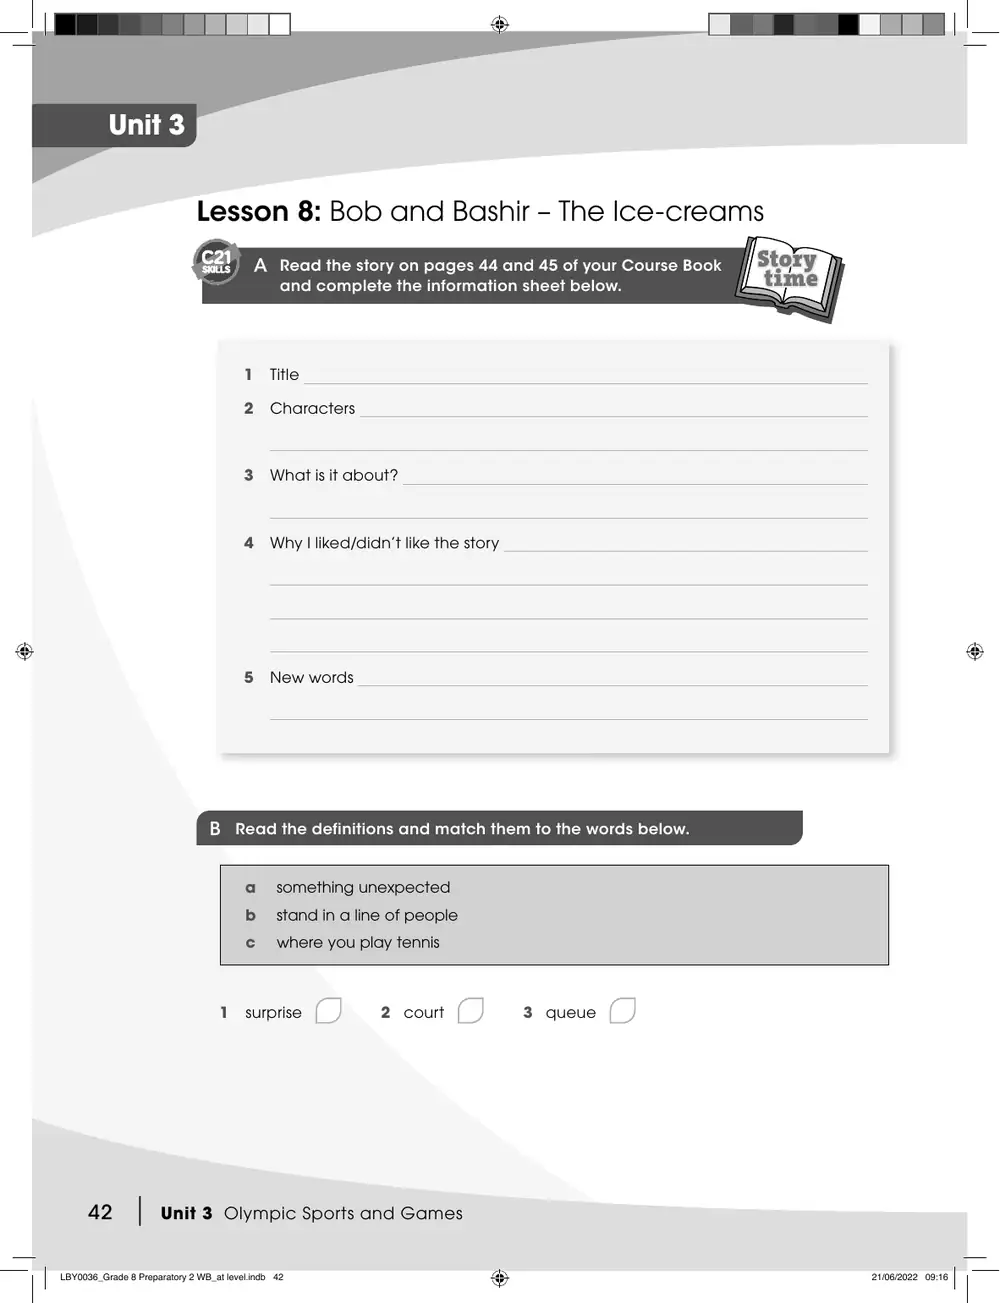 Unit 3
Lesson 8: Bob and Bashir – The Ice-creams
C21
SKILLS
A Read the story on pages 44 and 45 of your Course Book
and complete the information sheet below.
Story
time
1 Title
2 Characters
3 What is it about?
4 Why I liked/didn’t like the story
5 New words
B Read the definitions and match them to the words below.
a something unexpected
b stand in a line of people
c where you play tennis
1 surprise 2 court 3 queue
42 Unit 3 Olympic Sports and Games
LBY0036_Grade 8 Preparatory 2 WB_at level.indb 42 21/06/2022 09:16